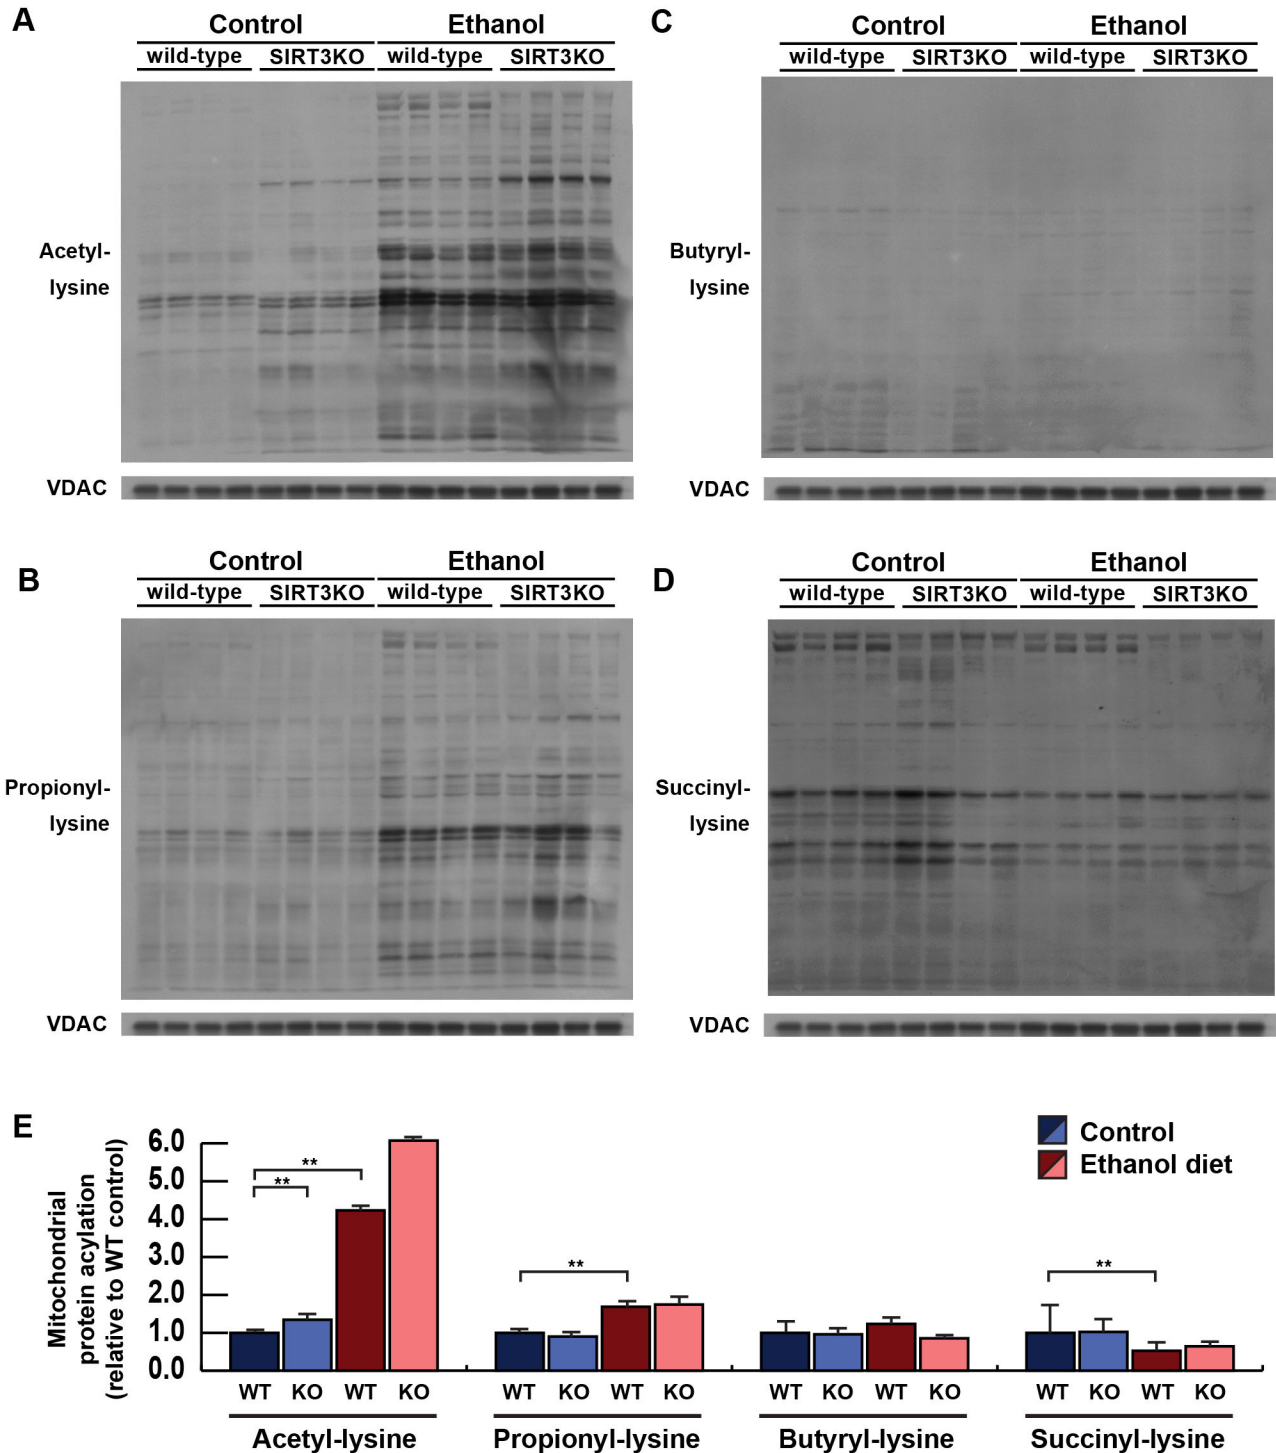 A
Control Ethanol
wild-type SIRT3KO wild-type SIRT3KO
Acetyl-
lysine
VDAC
C
Control Ethanol
wild-type SIRT3KO wild-type SIRT3KO
Butyryl-
lysine
VDAC
B
Control Ethanol
wild-type SIRT3KO wild-type SIRT3KO
Propionyl-
lysine
VDAC
D
Control Ethanol
wild-type SIRT3KO wild-type SIRT3KO
Succinyl-
lysine
VDAC
E
Mitochondrial
protein acylation
(relative to WT control)
6.0
5.0
4.0
3.0
2.0
1.0
0.0
**
**
**
**
Control
Ethanol diet
WT KO WT KO WT KO WT KO WT KO WT KO WT KO WT KO
Acetyl-lysine Propionyl-lysine Butyryl-lysine Succinyl-lysine